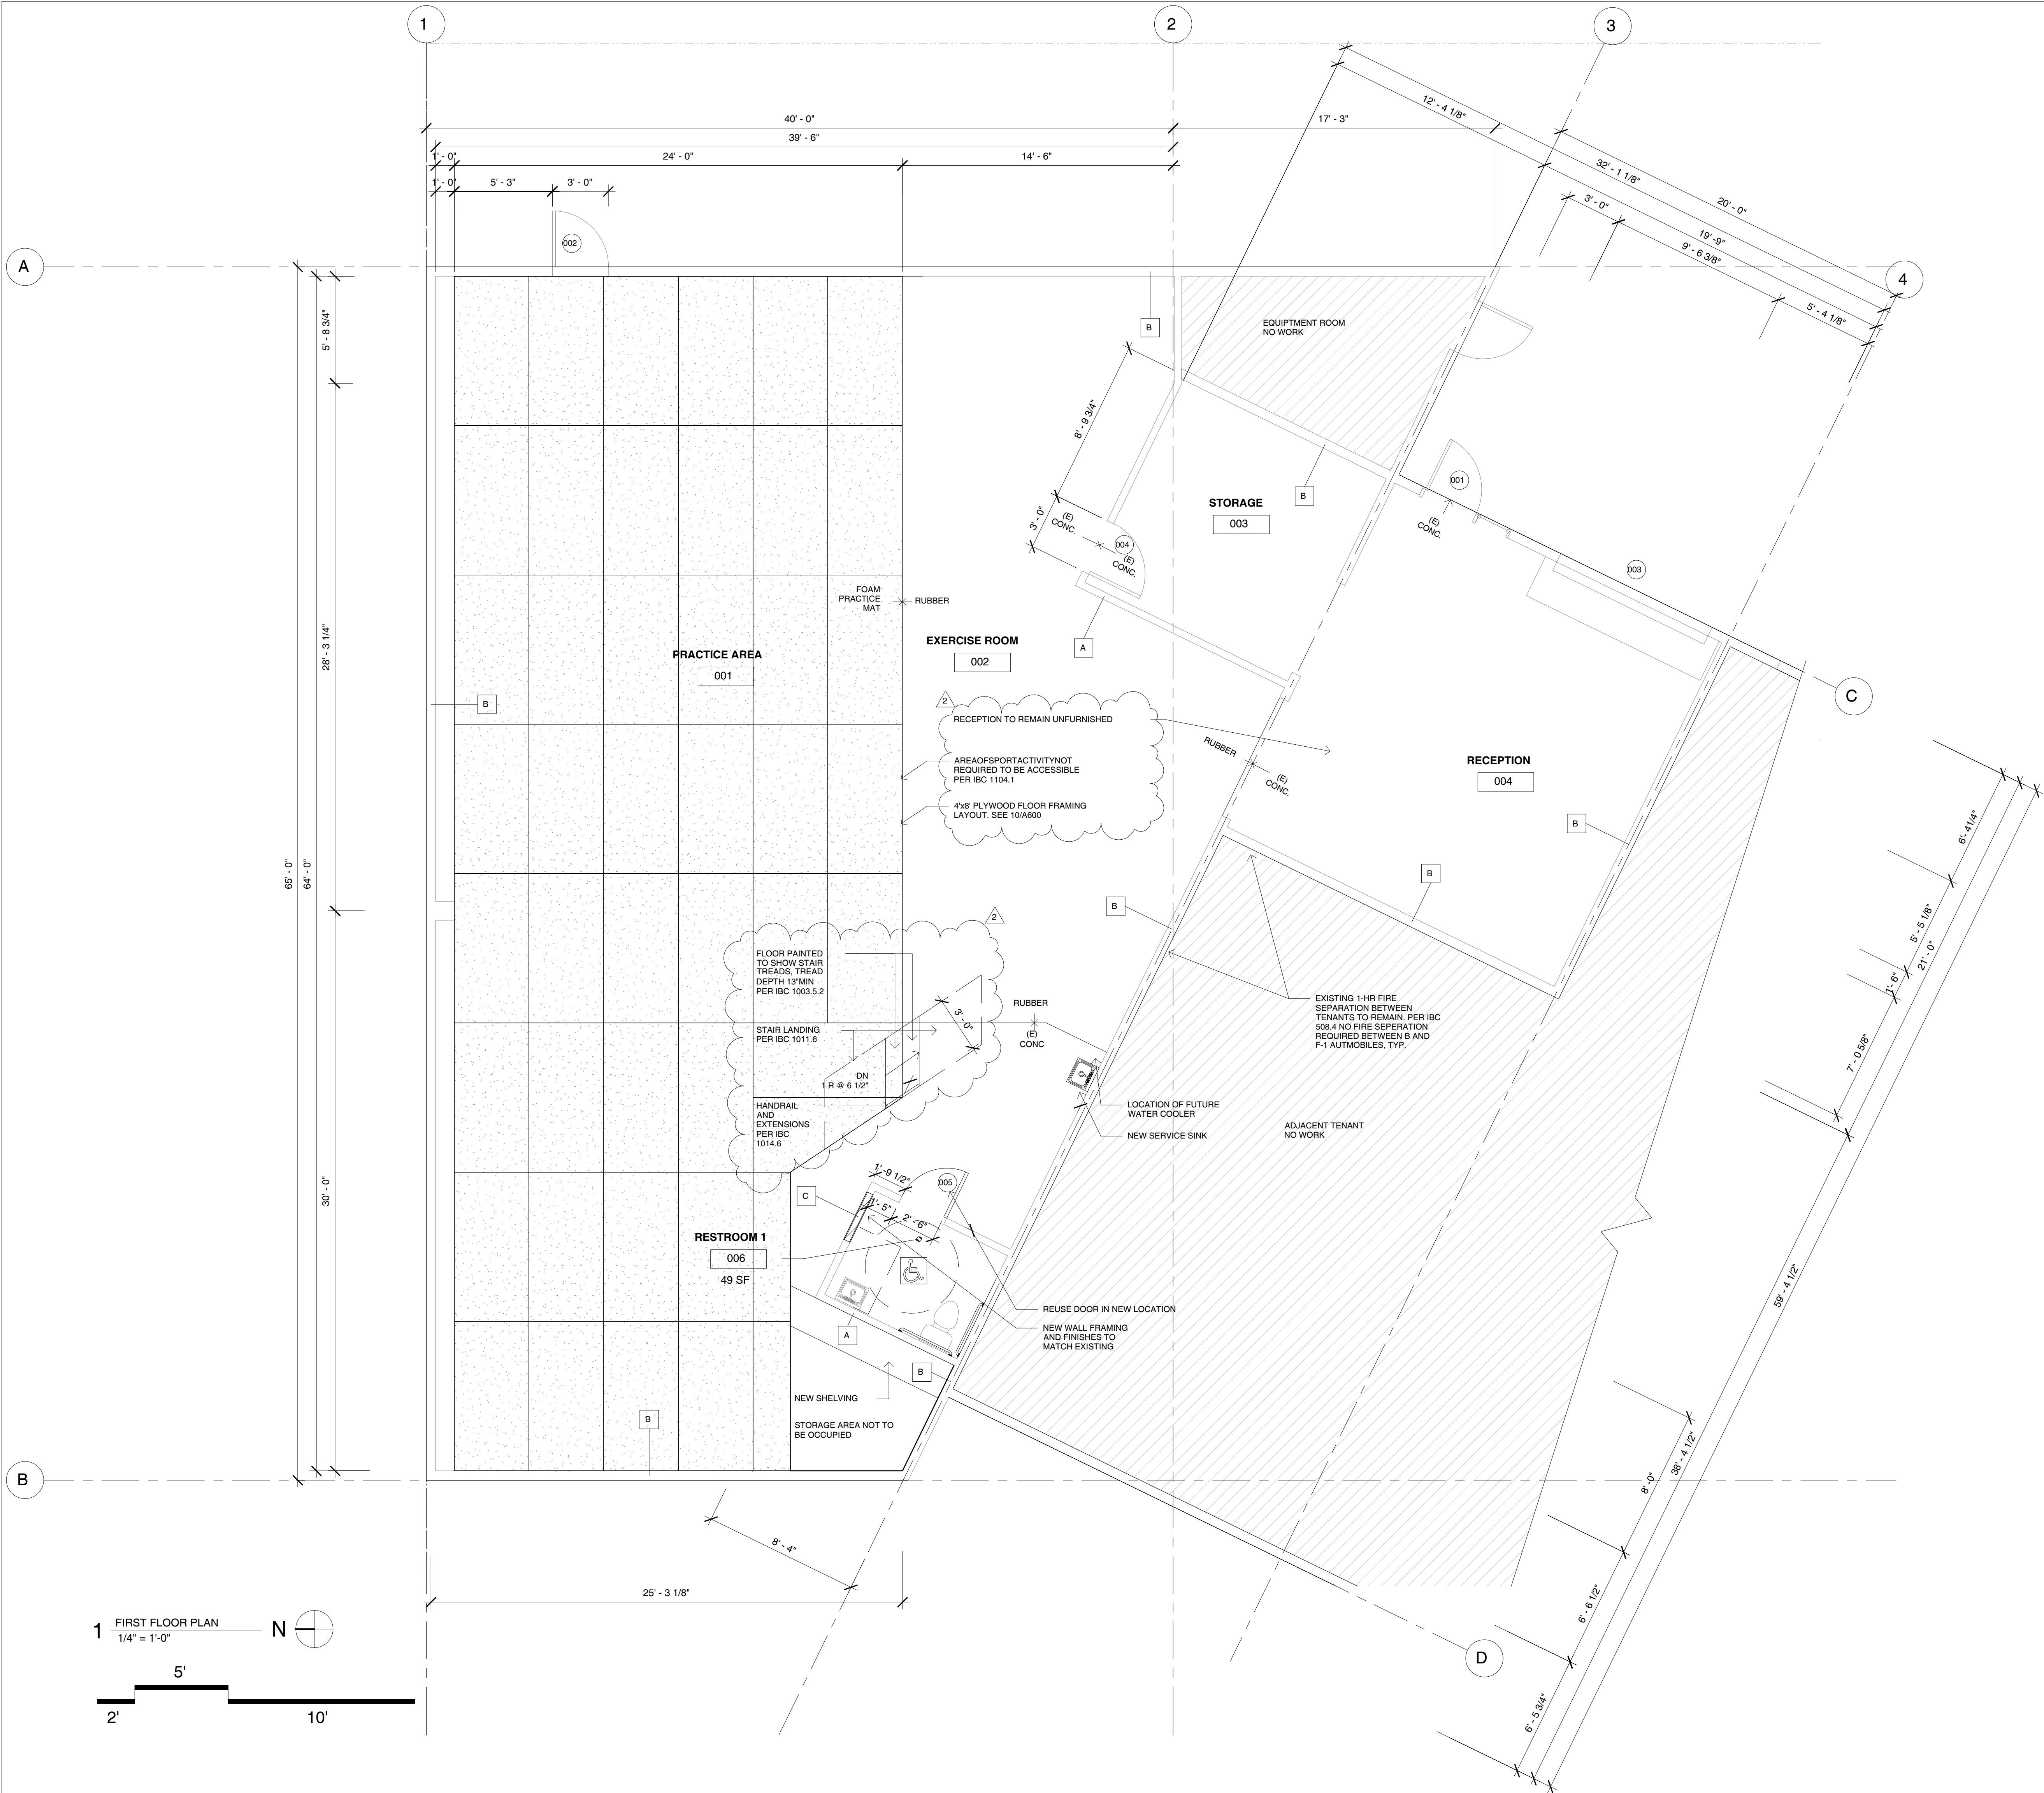 1
2
3
40' - 0"
17' - 3"
39' - 6"
1' - 0"
24' - 0"
14' - 6"
1' - 0"
5' - 3"
3' - 0"
12' - 4 1/8"
32' - 1 1/8"
20' - 0"
3' - 0"
19' -9"
9' - 6 3/8"
5' - 4 1/8"
4
A
002
5' - 8 3/4"
B
EQUIPTMENT ROOM
NO WORK
8' - 9 3/4"
3' - 0"
(E)
CONC.
004
(E)
CONC.
STORAGE
003
B
001
(E)
CONC.
003
FOAM
PRACTICE
MAT
RUBBER
A
EXERCISE ROOM
002
PRACTICE AREA
001
28' - 3 1/4"
B
C
2
RECEPTION TO REMAIN UNFURNISHED
AREAOFSPORTACTIVITYNOT
REQUIRED TO BE ACCESSIBLE
PER IBC 1104.1
4'x8' PLYWOOD FLOOR FRAMING
LAYOUT. SEE 10/A600
RUBBER
(E)
CONC.
RECEPTION
004
B
B
B
65' - 0"
64' - 0"
6'- 41/4"
5' - 5 1/8"
21' - 0"
1'- 6"
7' - 0 5/8"
2
FLOOR PAINTED
TO SHOW STAIR
TREADS, TREAD
DEPTH 13"MIN
PER IBC 1003.5.2
STAIR LANDING
PER IBC 1011.6
3' - 0"
DN
1 R @ 6 1/2"
HANDRAIL
AND
EXTENSIONS
PER IBC
1014.6
RUBBER
(E)
CONC
EXISTING 1-HR FIRE
SEPARATION BETWEEN
TENANTS TO REMAIN. PER IBC
508.4 NO FIRE SEPERATION
REQUIRED BETWEEN B AND
F-1 AUTMOBILES, TYP.
LOCATION OF FUTURE
WATER COOLER
NEW SERVICE SINK
ADJACENT TENANT
NO WORK
30' - 0"
1' -9 1/2"
005
C
1'- 5"
2' - 6"
RESTROOM 1
006
49 SF
REUSE DOOR IN NEW LOCATION
NEW WALL FRAMING
AND FINISHES TO
MATCH EXISTING
A
B
NEW SHELVING
STORAGE AREA NOT TO
BE OCCUPIED
B
59' - 4 1/2"
38' - 4 1/2"
8' -0"
6' - 6 1/2"
6' - 5 3/4"
B
8' - 4"
25' - 3 1/8"
D
1
FIRST FLOOR PLAN
1/4" = 1'-0"
N
5'
2'
10'